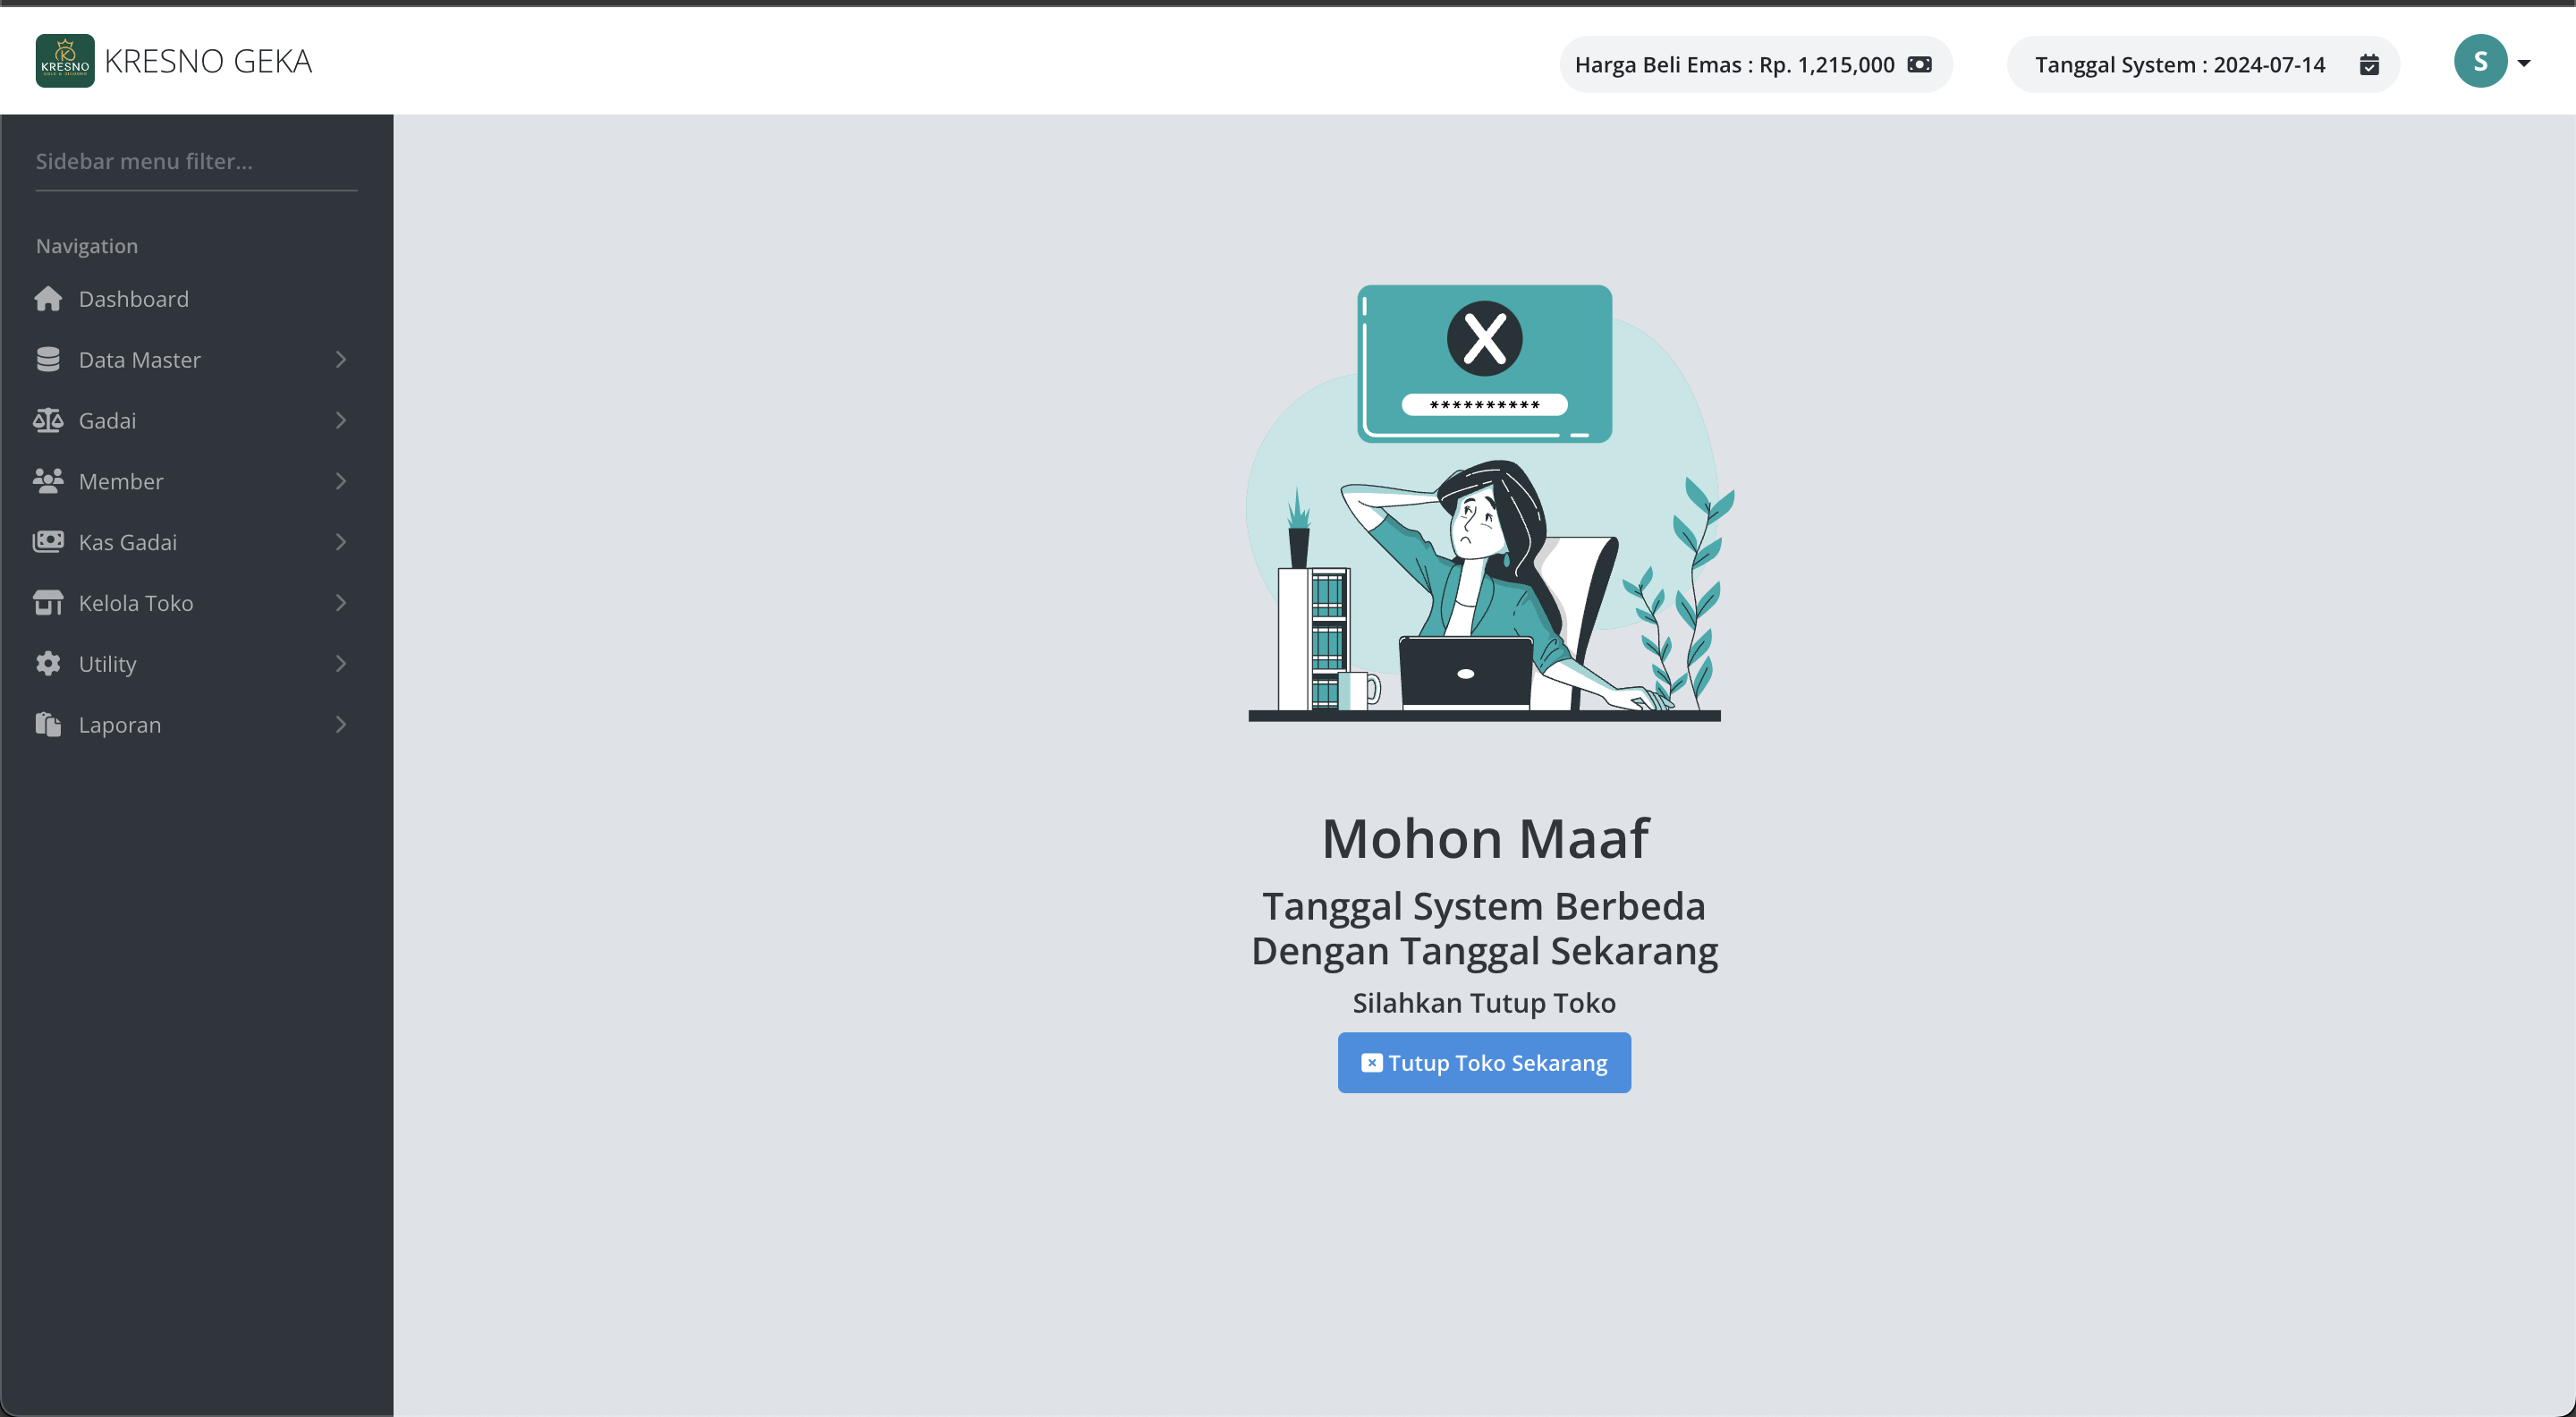 KRESNO
KRESNO GEKA
Harga Beli Emas : Rp. 1,215,000
Tanggal System : 2024-07-14
S
Sidebar menu filter...
Navigation
Dashboard
Data Master
Gadai
Member
Kas Gadai
Kelola Toko
Utility
Laporan
X
**********
Mohon Maaf
Tanggal System Berbeda
Dengan Tanggal Sekarang
Silahkan Tutup Toko
Tutup Toko Sekarang